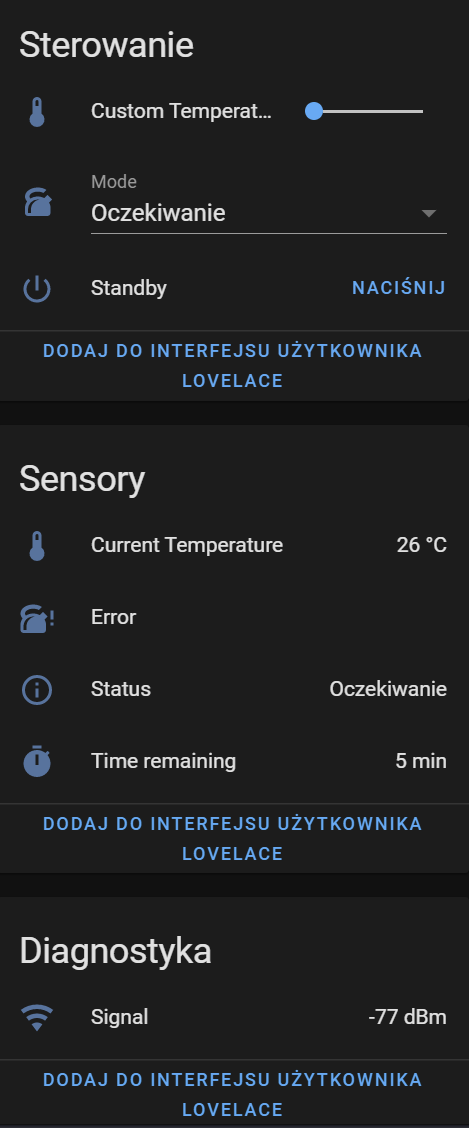 Sterowanie
Custom Temperat...
Mode
Oczekiwanie
Standby NACIŚNIJ
DODAJ DO INTERFEJSU UŻYTKOWNIKA
LOVELACE
Sensory
Current Temperature 26 °C
Error
Status Oczekiwanie
Time remaining 5 min
DODAJ DO INTERFEJSU UŻYTKOWNIKA
LOVELACE
Diagnostyka
Signal -77 dBm
DODAJ DO INTERFEJSU UŻYTKOWNIKA
LOVELACE